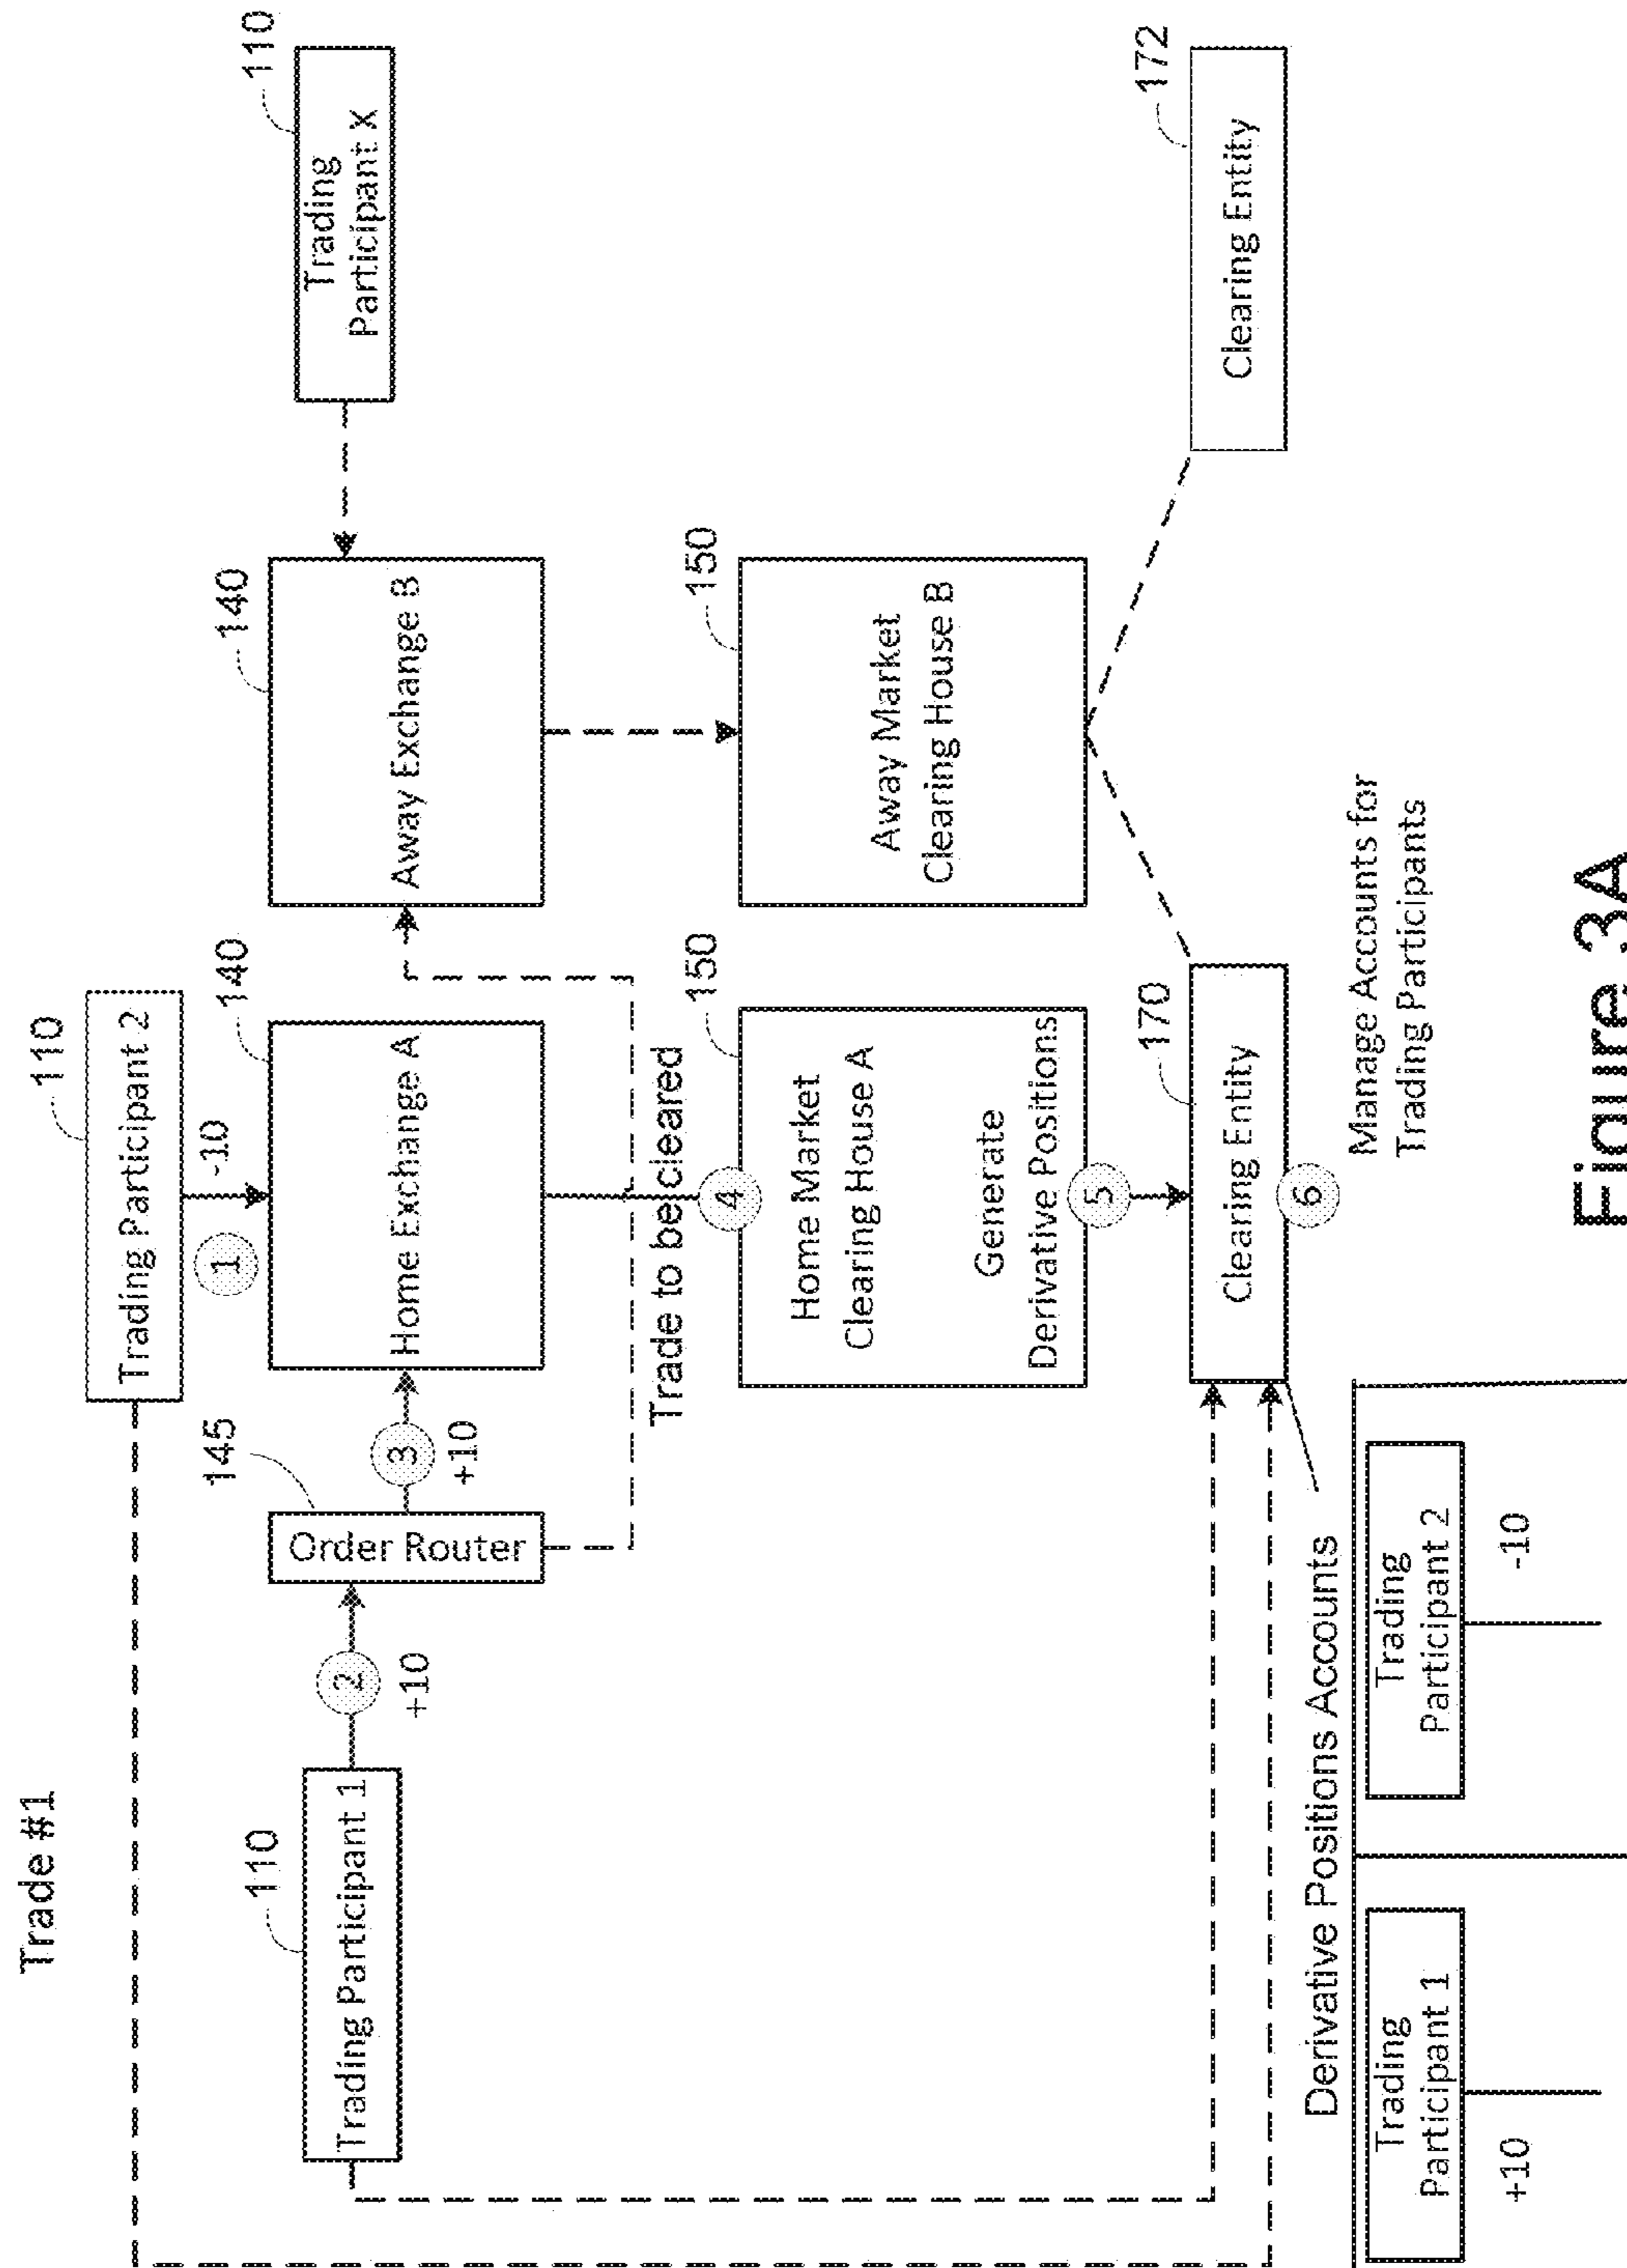 Trade #1
110
Trading Participant 2
1
-10
110
Trading Participant 1
2
+10
145
Order Router
3
+10
140
Home Exchange A
140
Away Exchange B
110
Trading
Participant X
Trade to be cleared
4
150
Home Market
Clearing House A
Generate
Derivative Positions
5
150
Away Market
Clearing House B
170
Clearing Entity
6
172
Clearing Entity
Manage Accounts for
Trading Participants
Derivative Positions Accounts
Trading
Participant 1
+10
Trading
Participant 2
-10
Figure 3A